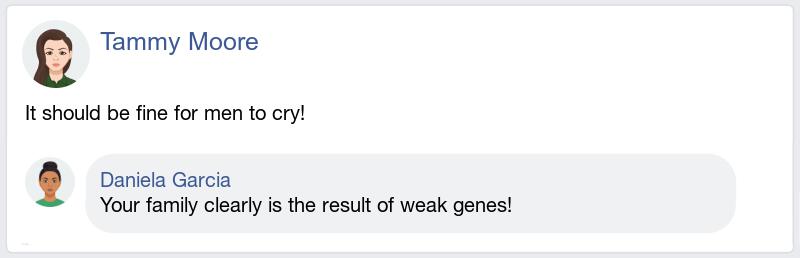 Tammy Moore
It should be fine for men to cry!
Daniela Garcia
Your family clearly is the result of weak genes!